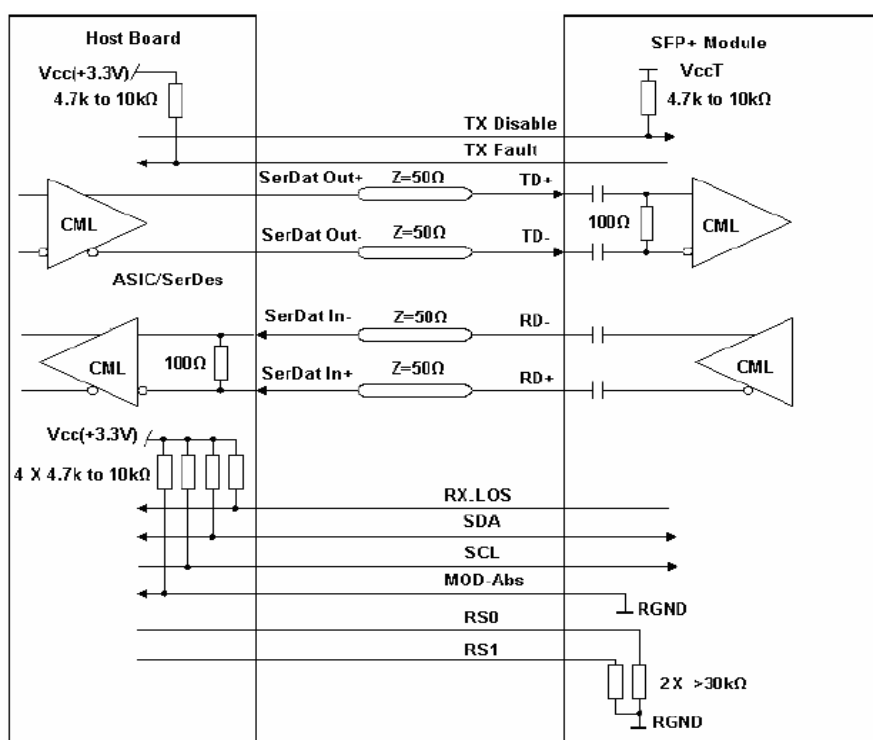 Host Board
SFP+ Module
Vcc(+3.3V)
4.7k to 10kΩ
VccT
4.7k to 10kΩ
TX Disable
TX Fault
SerDat Out+
Z=50Ω
TD+
CML
100Ω
CML
SerDat Out-
Z=50Ω
TD-
ASIC/SerDes
SerDat In-
Z=50Ω
RD-
CML
100Ω
CML
SerDat In+
Z=50Ω
RD+
Vcc(+3.3V)
4 X 4.7k to 10kΩ
RX_LOS
SDA
SCL
MOD-Abs
RGND
RS0
RS1
2 X >30kΩ
RGND